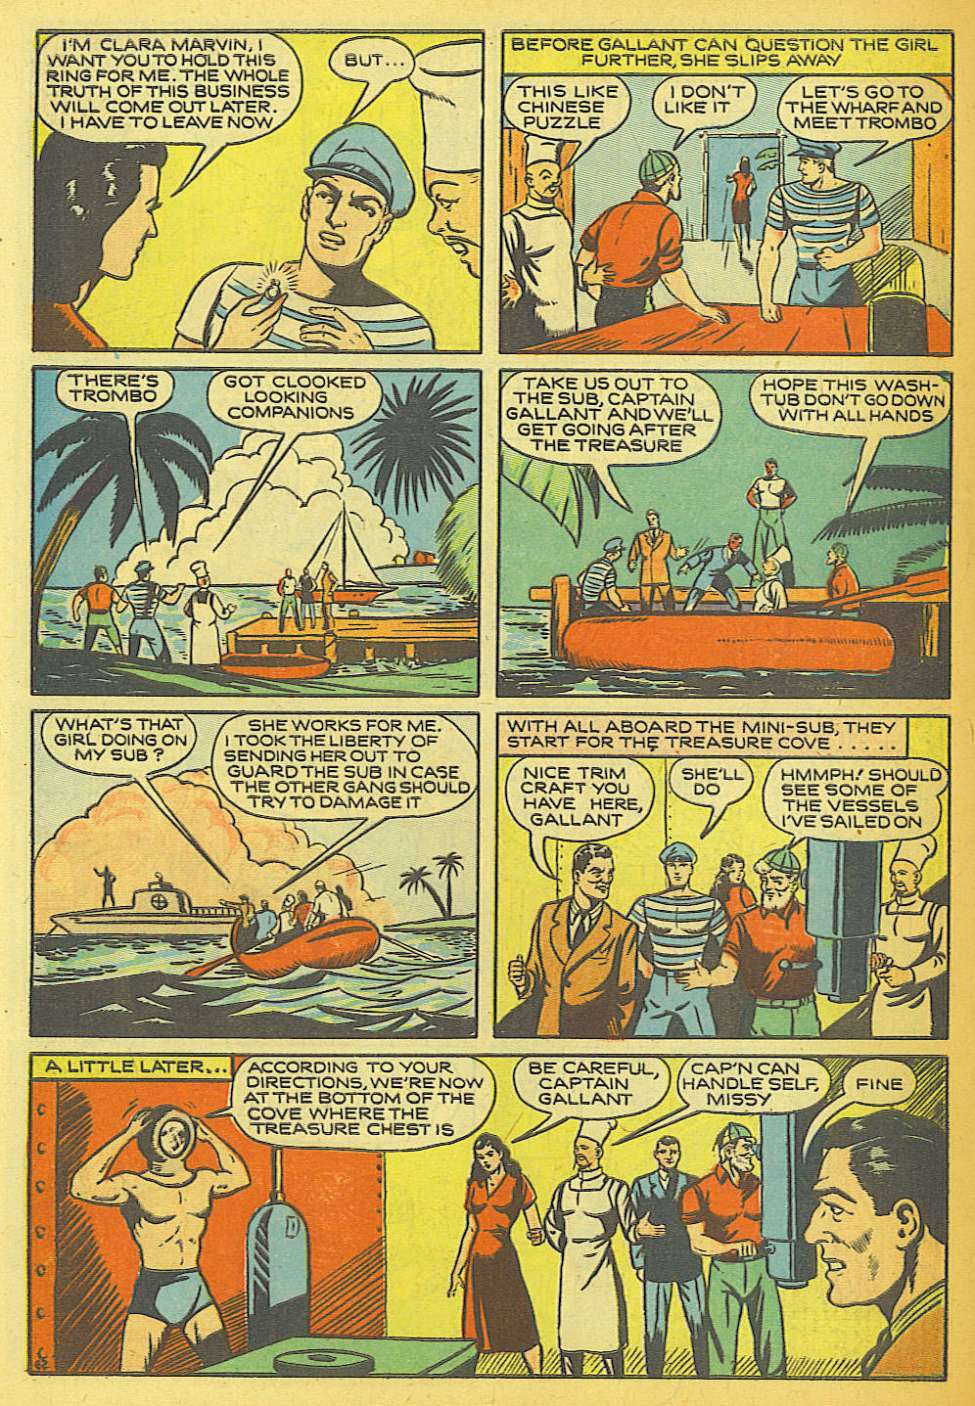 I'M CLARA MARVIN, I
WANT YOU TO HOLD THIS
RING FOR ME. THE WHOLE
TRUTH OF THIS BUSINESS
WILL COME OUT LATER.
I HAVE TO LEAVE NOW
BUT...
BEFORE GALLANT CAN QUESTION THE GIRL
FURTHER, SHE SLIPS AWAY
THIS LIKE
CHINESE
PUZZLE
I DON'T
LIKE IT
LET'S GO TO
THE WHARF AND
MEET TROMBO
THERE'S
TROMBO
GOT CLOOKED
LOOKING
COMPANIONS
TAKE US OUT TO
THE SUB, CAPTAIN
GALLANT AND WE'LL
GET GOING AFTER
THE TREASURE
HOPE THIS WASH-
TUB DON'T GO DOWN
WITH ALL HANDS
WHAT'S THAT
GIRL DOING ON
MY SUB?
SHE WORKS FOR ME.
I TOOK THE LIBERTY OF
SENDING HER OUT TO
GUARD THE SUB IN CASE
THE OTHER GANG SHOULD
TRY TO DAMAGE IT
WITH ALL ABOARD THE MINI-SUB, THEY
START FOR THE TREASURE COVE.....
NICE TRIM
CRAFT YOU
HAVE HERE,
GALLANT
SHE'LL
DO
HMMPH! SHOULD
SEE SOME OF
THE VESSELS
I'VE SAILED ON
A LITTLE LATER...
ACCORDING TO YOUR
DIRECTIONS, WE'RE NOW
AT THE BOTTOM OF THE
COVE WHERE THE
TREASURE CHEST IS
BE CAREFUL,
CAPTAIN
GALLANT
CAP'N CAN
HANDLE SELF,
MISSY
FINE
D